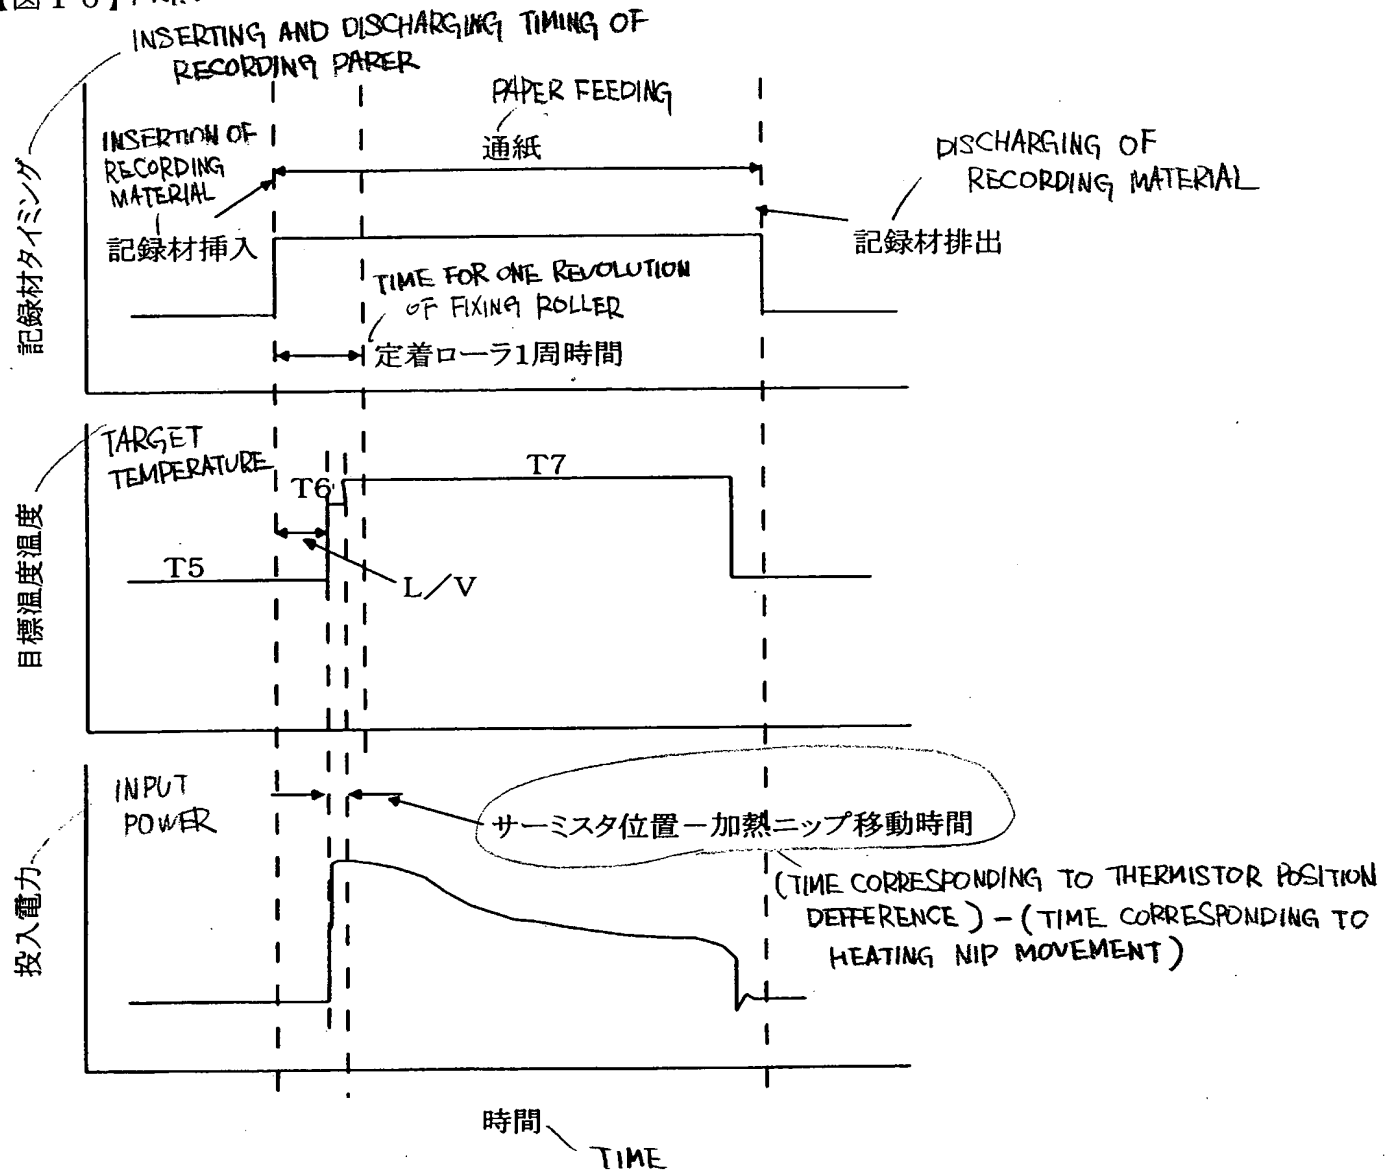 【図1
INSERTING AND DISCHARGING TIMING OF
RECORDING PAPER
記録材タイミング
INSERTION OF
RECORDING
MATERIAL
記録材挿入
PAPER FEEDING
通紙
DISCHARGING OF
RECORDING MATERIAL
記録材排出
TIME FOR ONE REVOLUTION
OF FIXING ROLLER
定着ローラ1周時間
目標温度温度
TARGET
TEMPERATURE
T5
T6
T7
L/V
投入電力
INPUT
POWER
サーミスタ位置－加熱ニップ移動時間
(TIME CORRESPONDING TO THERMISTOR POSITION
DEFFERENCE) - (TIME CORRESPONDING TO
HEATING NIP MOVEMENT)
時間
TIME